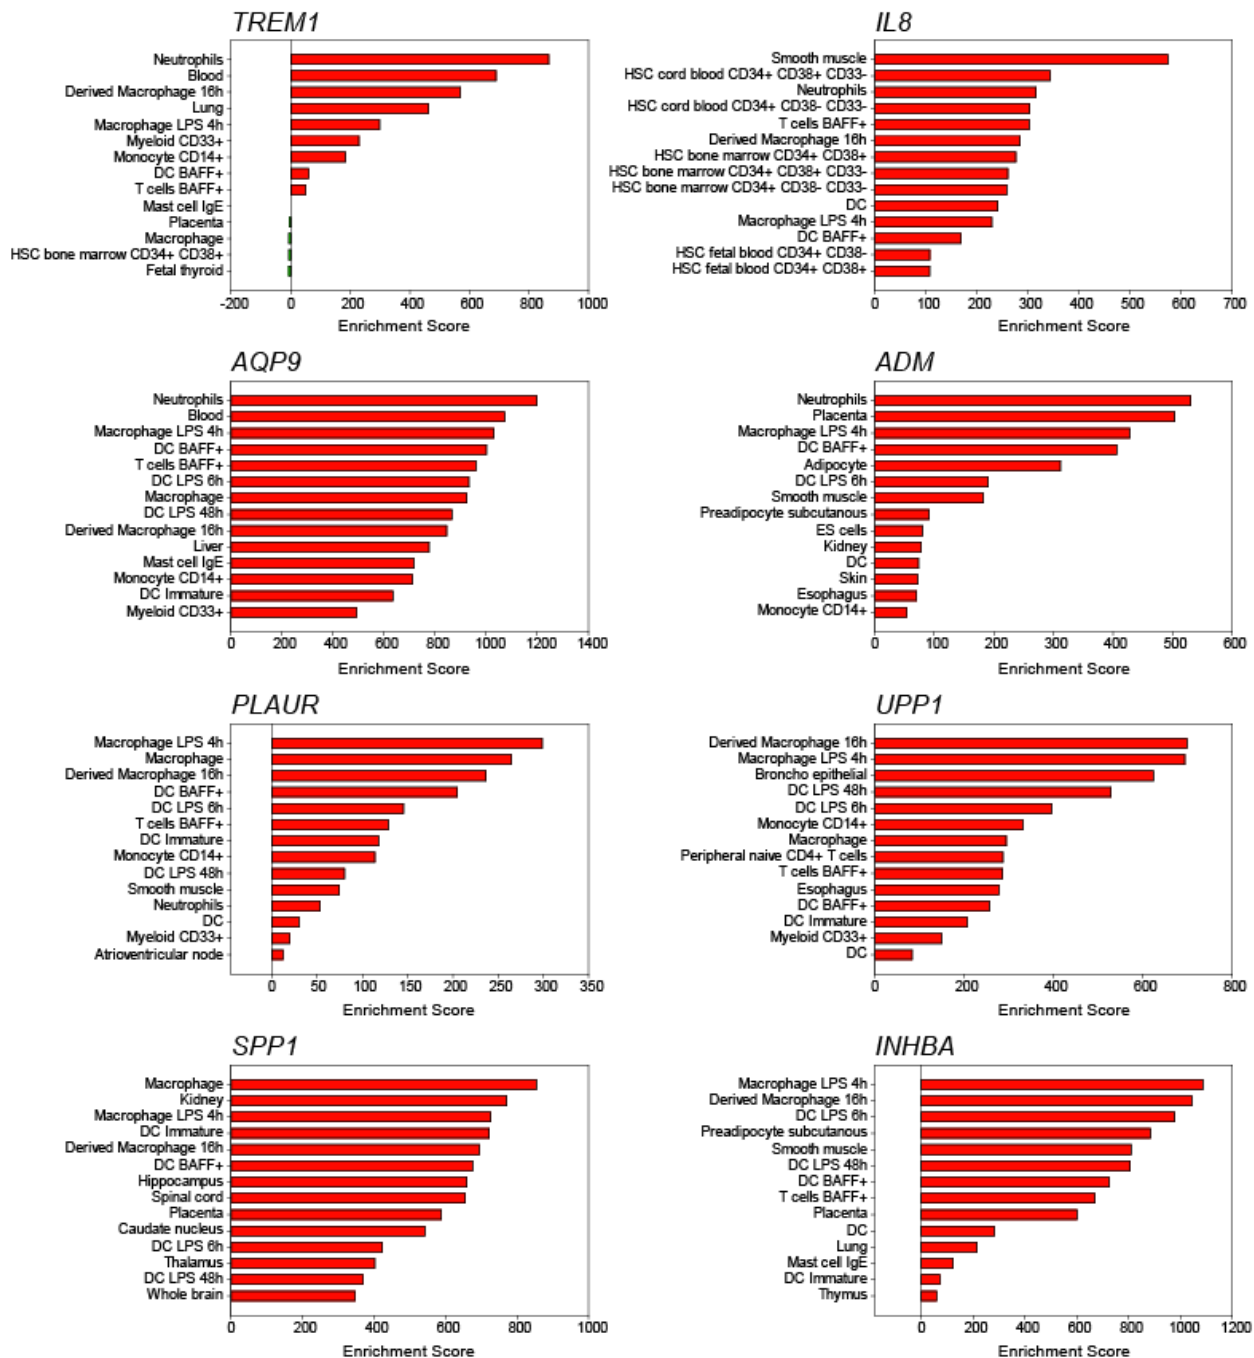 TREM1
Neutrophils
Blood
Derived Macrophage 16h
Lung
Macrophage LPS 4h
Myeloid CD33+
Monocyte CD14+
DC BAFF+
T cells BAFF+
Mast cell IgE
Placenta
Macrophage
HSC bone marrow CD34+ CD38+
Fetal thyroid
-200 0 200 400 600 800 1000
Enrichment Score
IL8
Smooth muscle
HSC cord blood CD34+ CD38+ CD33-
Neutrophils
HSC cord blood CD34+ CD38- CD33-
T cells BAFF+
Derived Macrophage 16h
HSC bone marrow CD34+ CD38+
HSC bone marrow CD34+ CD38+ CD33-
HSC bone marrow CD34+ CD38- CD33-
DC
Macrophage LPS 4h
DC BAFF+
HSC fetal blood CD34+ CD38-
HSC fetal blood CD34+ CD38+
0 100 200 300 400 500 600 700
Enrichment Score
AQP9
Neutrophils
Blood
Macrophage LPS 4h
DC BAFF+
T cells BAFF+
DC LPS 6h
Macrophage
DC LPS 48h
Derived Macrophage 16h
Liver
Mast cell IgE
Monocyte CD14+
DC Immature
Myeloid CD33+
0 200 400 600 800 1000 1200 1400
Enrichment Score
ADM
Neutrophils
Placenta
Macrophage LPS 4h
DC BAFF+
Adipocyte
DC LPS 6h
Smooth muscle
Preadipocyte subcutanous
ES cells
Kidney
DC
Skin
Esophagus
Monocyte CD14+
0 100 200 300 400 500 600
Enrichment Score
PLAUR
Macrophage LPS 4h
Macrophage
Derived Macrophage 16h
DC BAFF+
DC LPS 6h
T cells BAFF+
DC Immature
Monocyte CD14+
DC LPS 48h
Smooth muscle
Neutrophils
DC
Myeloid CD33+
Atrioventricular node
0 50 100 150 200 250 300 350
Enrichment Score
UPP1
Derived Macrophage 16h
Macrophage LPS 4h
Broncho epithelial
DC LPS 48h
DC LPS 6h
Monocyte CD14+
Macrophage
Peripheral naive CD4+ T cells
T cells BAFF+
Esophagus
DC BAFF+
DC Immature
Myeloid CD33+
DC
0 200 400 600 800
Enrichment Score
SPP1
Macrophage
Kidney
Macrophage LPS 4h
DC Immature
Derived Macrophage 16h
DC BAFF+
Hippocampus
Spinal cord
Placenta
Caudate nucleus
DC LPS 6h
Thalamus
DC LPS 48h
Whole brain
0 200 400 600 800 1000
Enrichment Score
INHBA
Macrophage LPS 4h
Derived Macrophage 16h
DC LPS 6h
Preadipocyte subcutanous
Smooth muscle
DC LPS 48h
DC BAFF+
T cells BAFF+
Placenta
DC
Lung
Mast cell IgE
DC Immature
Thymus
0 200 400 600 800 1000 1200
Enrichment Score